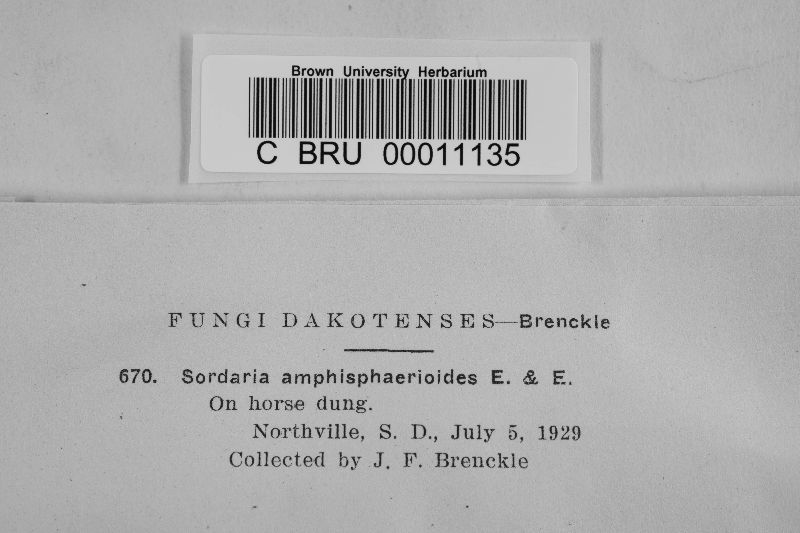 Brown University Herbarium
C BRU 00011135
FUNGI DAKOTENSES—Brenckle
670. Sordaria amphisphaerioides E. & E.
On horse dung.
Northville, S. D., July 5, 1929
Collected by J. F. Brenckle